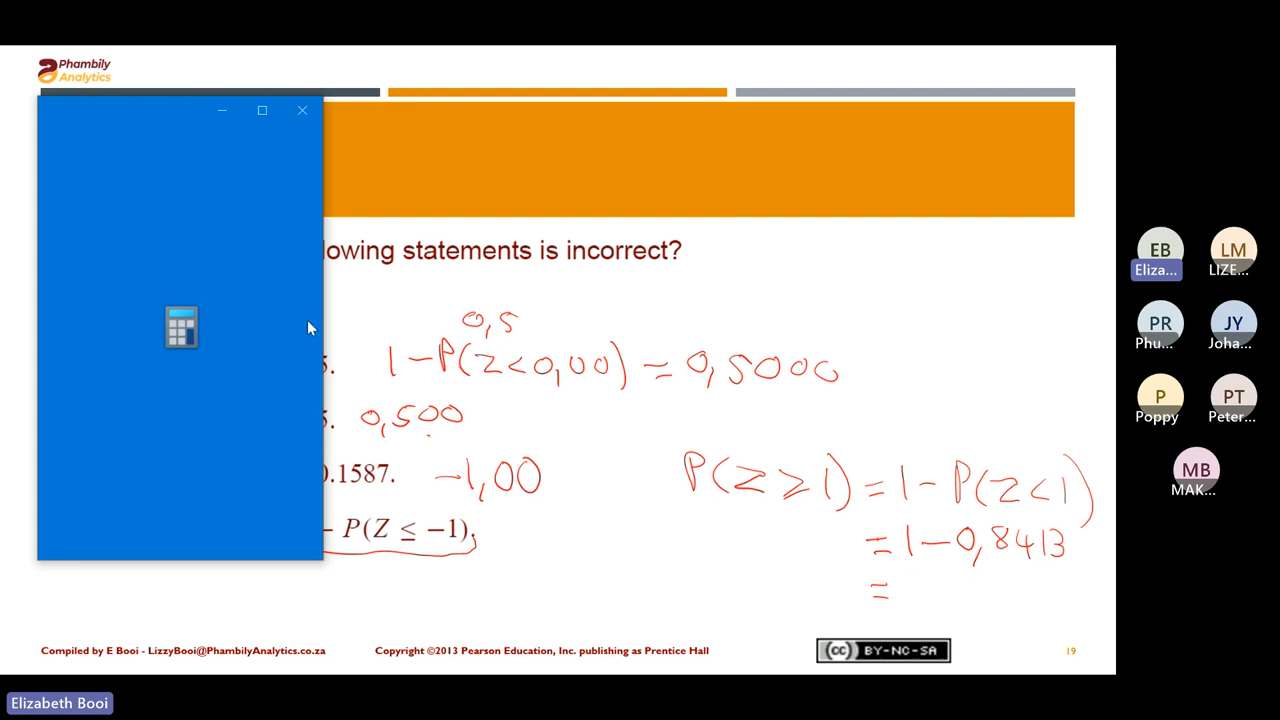 Phambily
Analytics
lowing statements is incorrect?
0,5
5. 1-P(Z<0,00) = 0,5000
5. 0,500
0.1587. -1,00
P(Z≥1) = 1- P(Z<1)
- P(Z ≤ −1).
= 1-0,8413
=
Compiled by E Booi - LizzyBooi@PhambilyAnalytics.co.za
Copyright ©2013 Pearson Education, Inc. publishing as Prentice Hall
cc BY-NC-SA
19
EB
Eliza...
LM
LIZE...
PR
Phu...
JY
Joha...
P
Poppy
PT
Peter...
MB
MAK...
Elizabeth Booi